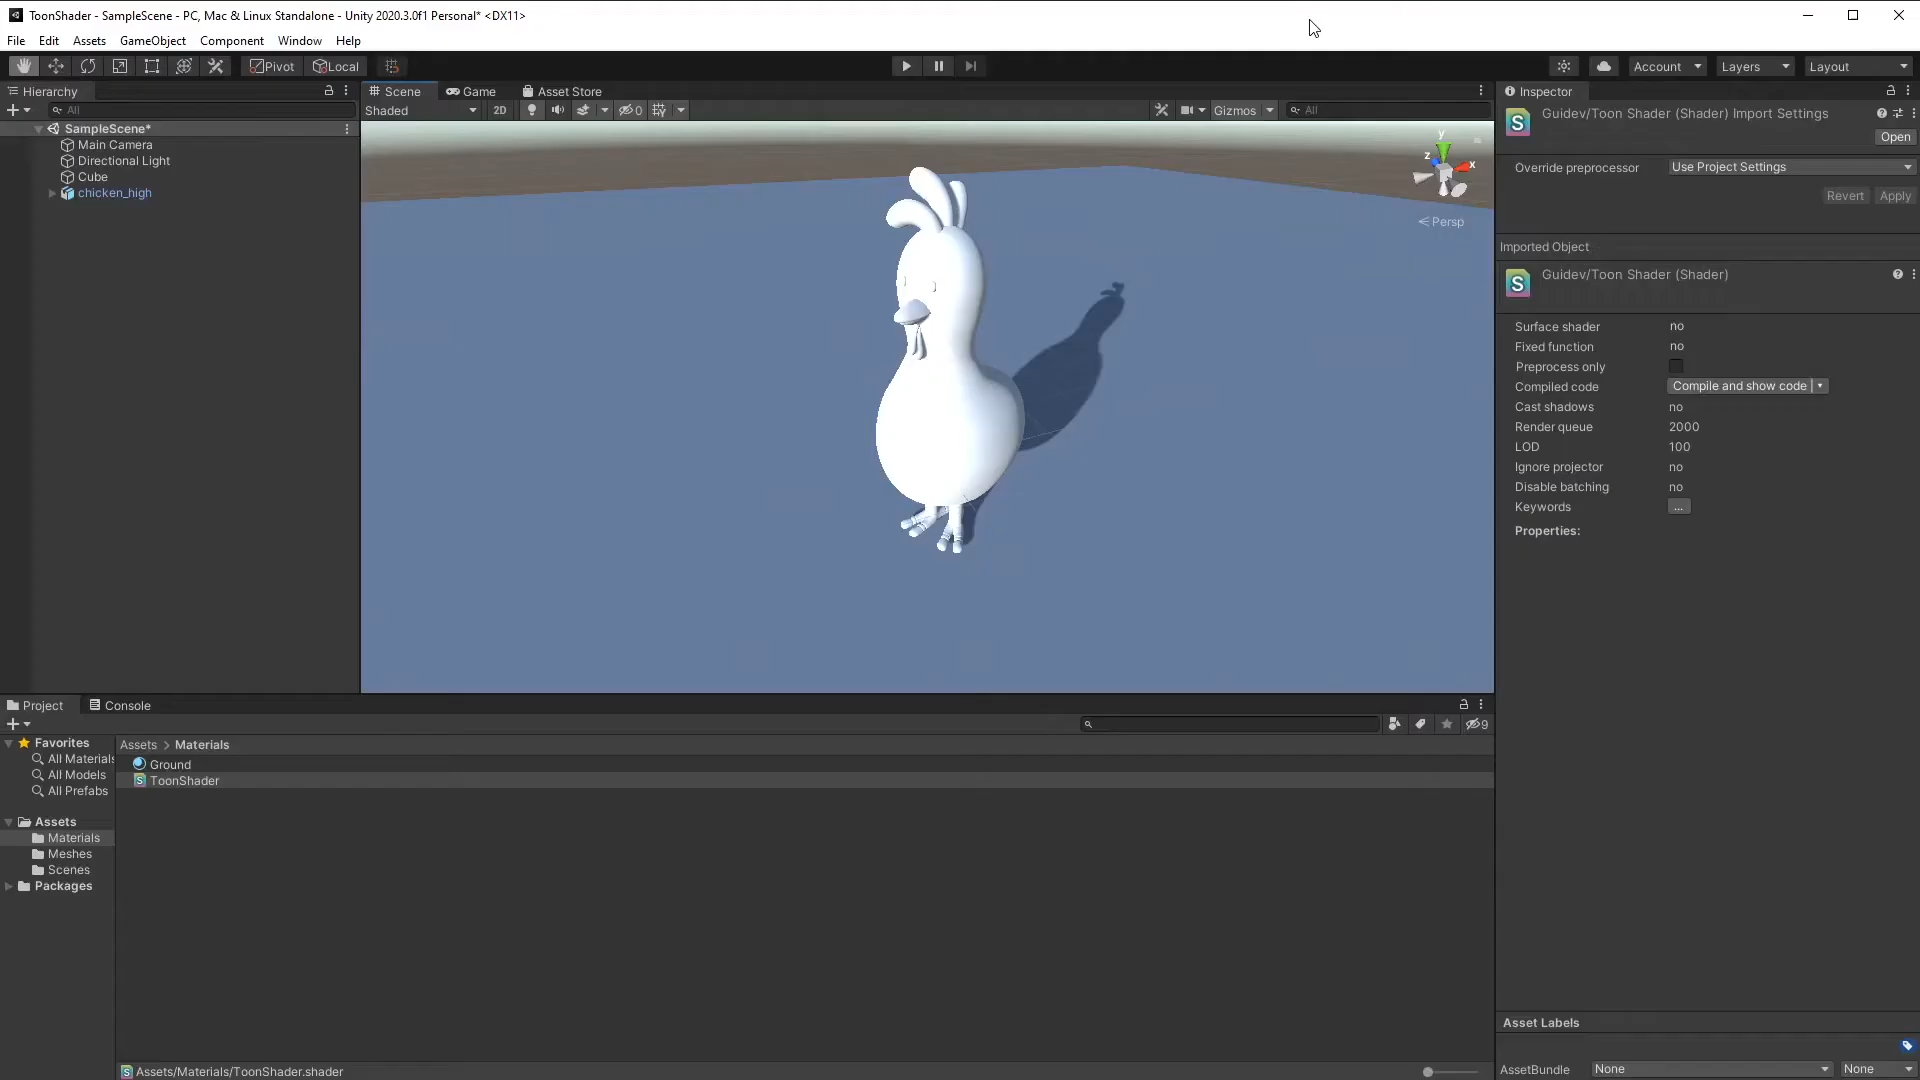 ToonShader - SampleScene - PC, Mac & Linux Standalone - Unity 2020.3.0f1 Personal* <DX11>
File Edit Assets GameObject Component Window Help
Pivot Local Account Layers Layout
Hierarchy
All
SampleScene*
Main Camera
Directional Light
Cube
chicken_high
Scene Game Asset Store
Shaded 2D 0 Gizmos All
y
z
x
Persp
Inspector
Guidev/Toon Shader (Shader) Import Settings
Open
Override preprocessor Use Project Settings
Revert Apply
Imported Object
Guidev/Toon Shader (Shader)
Surface shader no
Fixed function no
Preprocess only
Compiled code Compile and show code
Cast shadows no
Render queue 2000
LOD 100
Ignore projector no
Disable batching no
Keywords ...
Properties:
Project Console
9
Favorites
All Materials
All Models
All Prefabs
Assets
Materials
Meshes
Scenes
Packages
Assets > Materials
Ground
ToonShader
Assets/Materials/ToonShader.shader
Asset Labels
AssetBundle None None